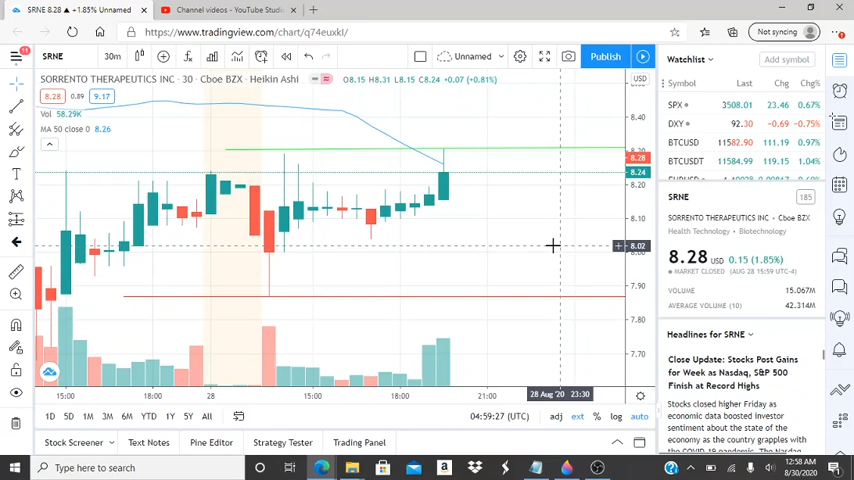 SRNE 8.28 ▲ +1.85% Unnamed
Channel videos - YouTube Studio
https://www.tradingview.com/chart/q74euxkl/
Not syncing
11
SRNE
30m
Unnamed
Publish
Watchlist
Add symbol
SORRENTO THERAPEUTICS INC · 30 · Cboe BZX · Heikin Ashi
O8.15 H8.31 L8.15 C8.24 +0.07 (+0.81%)
USD
8.28
0.89
9.17
Vol 58.29K
MA 50 close 0 8.26
8.40
8.30
8.28
8.24
8.20
8.10
8.02
8.00
7.90
7.80
7.70
15:00
18:00
28
15:00
18:00
21:00
28 Aug '20 23:30
1D
5D
1M
3M
6M
YTD
1Y
5Y
All
04:59:27 (UTC)
adj
ext
%
log
auto
Stock Screener
Text Notes
Pine Editor
Strategy Tester
Trading Panel
Symbol Last Chg Chg%
SPX 3508.01 23.46 0.67%
DXY 92.30 -0.69 -0.75%
BTCUSD 11582.90 111.19 0.97%
BTCUSDT 11584.99 119.15 1.04%
SRNE
185
SORRENTO THERAPEUTICS INC • Cboe BZX
Health Technology • Biotechnology
8.28 USD 0.15 (1.85%)
MARKET CLOSED (AUG 28 15:59 UTC-4)
VOLUME 15.067M
AVERAGE VOLUME (10) 42.314M
Headlines for SRNE
Close Update: Stocks Post Gains
for Week as Nasdaq, S&P 500
Finish at Record Highs
Stocks closed higher Friday as
economic data boosted investor
sentiment about the state of the
economy as the country grapples
Type here to search
12:58 AM
8/30/2020